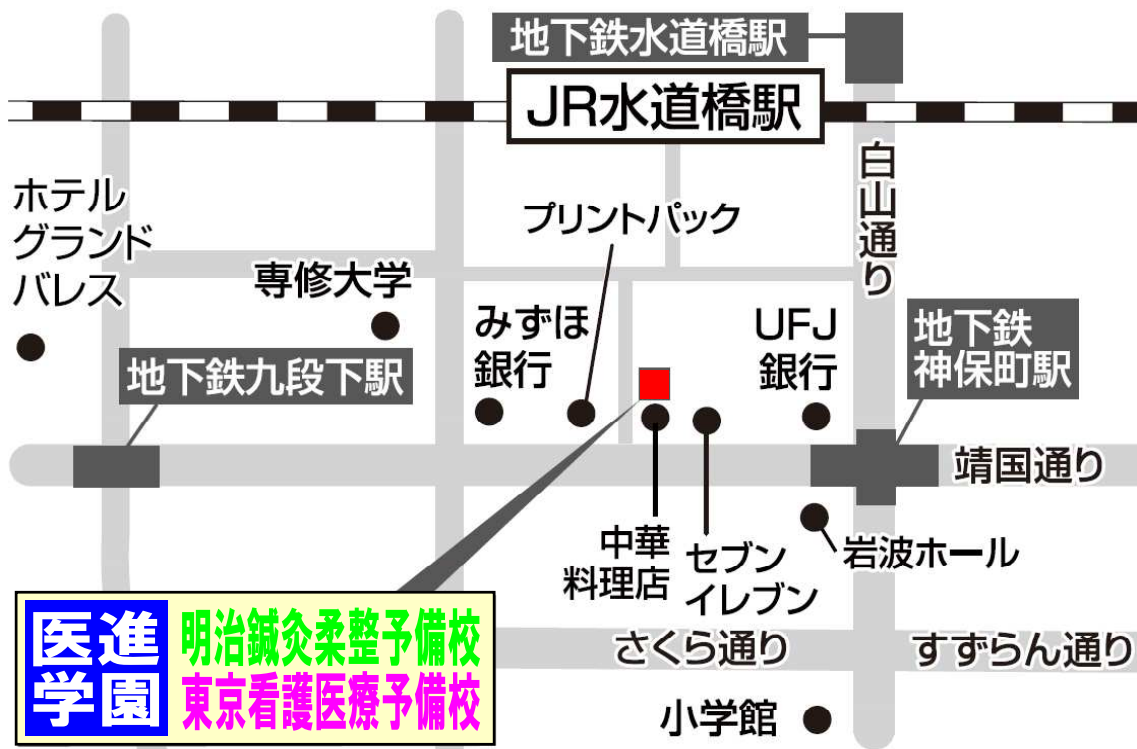 地下鉄水道橋駅
JR水道橋駅
白山通り
ホテル
グランド
バレス
プリントパック
専修大学
みずほ
銀行
UFJ
銀行
地下鉄
神保町駅
地下鉄九段下駅
靖国通り
中華
料理店
セブン
イレブン
岩波ホール
さくら通り
すずらん通り
小学館
医進
学園
明治鍼灸柔整予備校
東京看護医療予備校